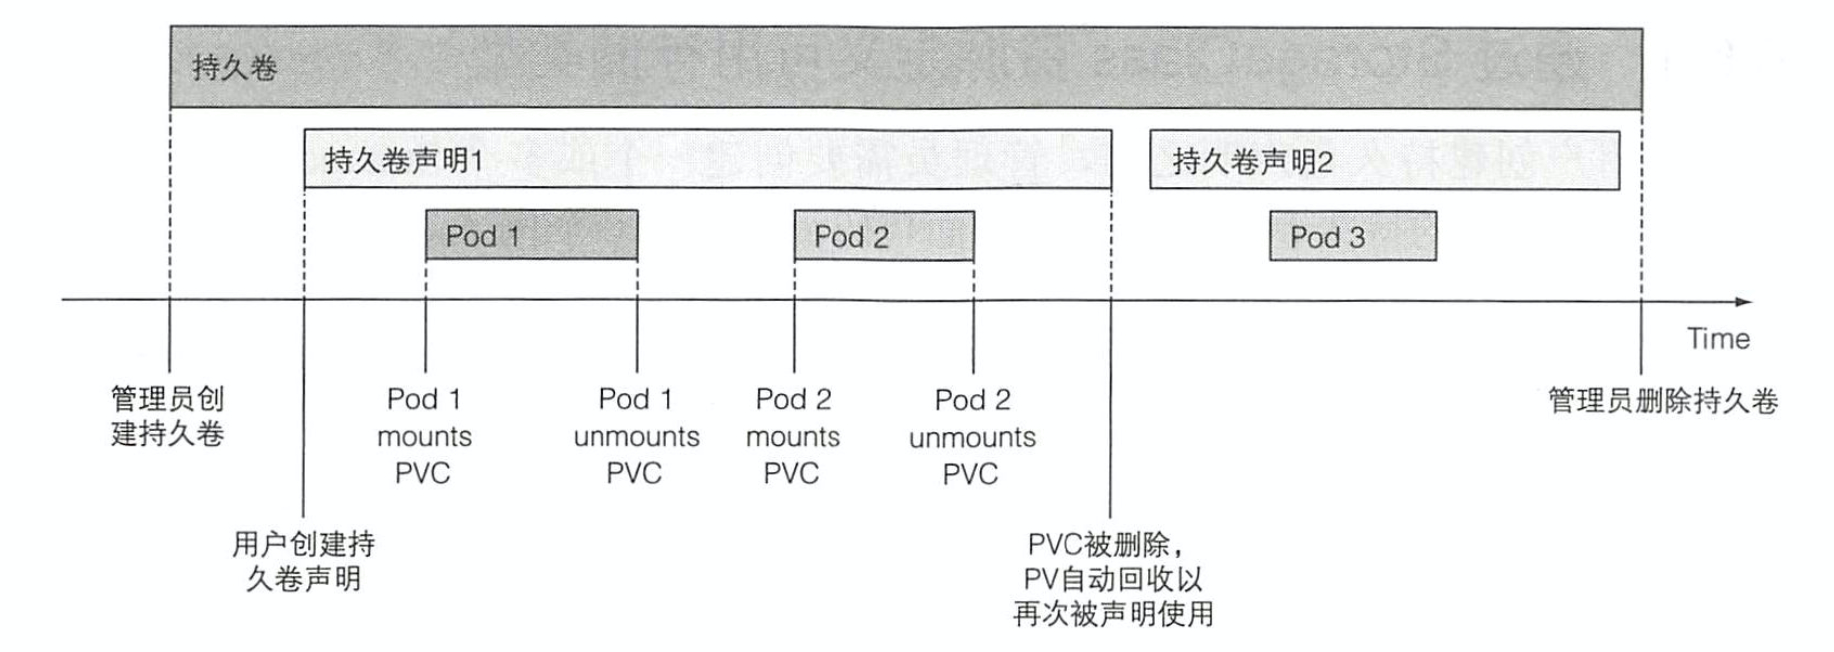 持久卷
持久卷声明1
持久卷声明2
Pod 1
Pod 2
Pod 3
Time
管理员创
建持久卷
Pod 1
mounts
PVC
Pod 1
unmounts
PVC
Pod 2
mounts
PVC
Pod 2
unmounts
PVC
管理员删除持久卷
用户创建持
久卷声明
PVC被删除，
PV自动回收以
再次被声明使用